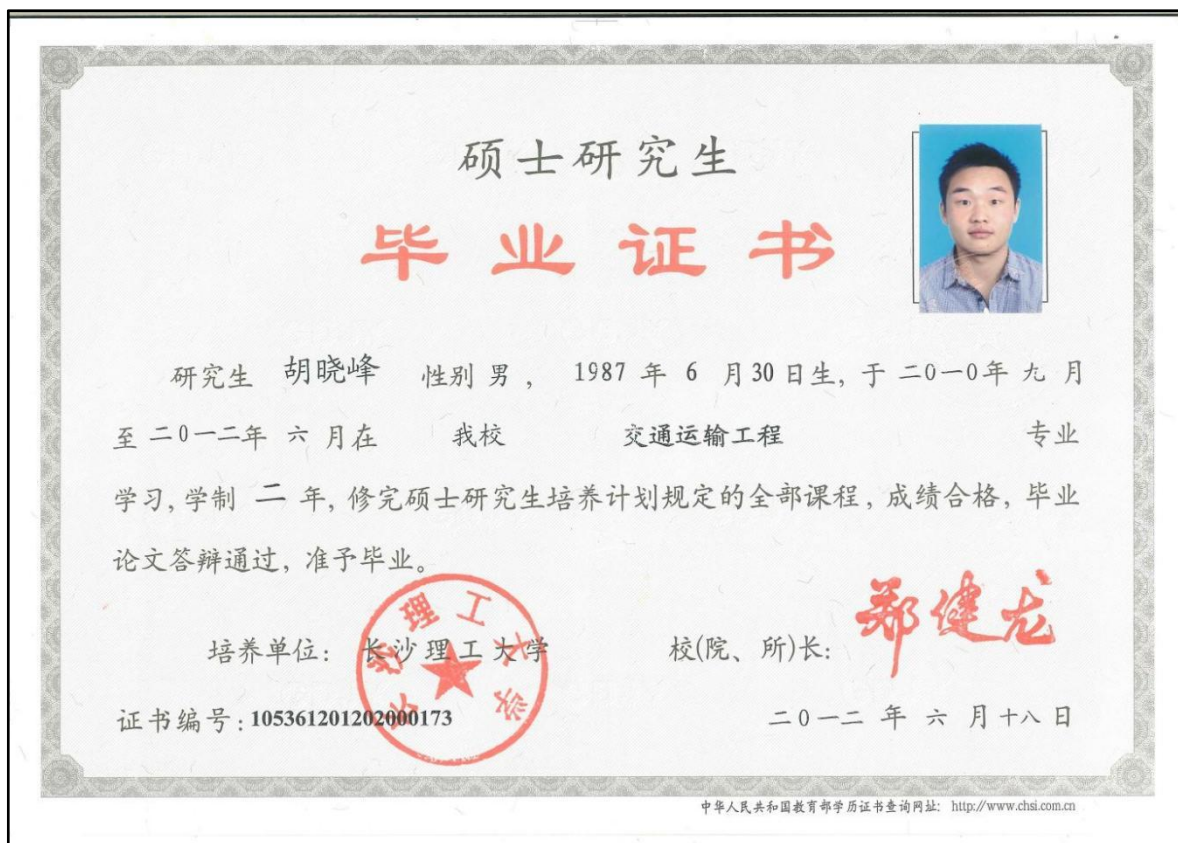 硕士研究生
毕业证书
研究生 胡晓峰 性别 男， 1987 年 6 月30 日生，于 二0一0年 九 月
至 二0一二年 六 月在 我校 交通运输工程 专业
学习，学制 二 年，修完硕士研究生培养计划规定的全部课程，成绩合格，毕业
论文答辩通过，准予毕业。
长沙理工大学
培养单位：长沙理工大学 校(院、所)长：郑健龙
证书编号：105361201202000173 二0一二 年 六 月十八 日
中华人民共和国教育部学历证书查询网址： http://www.chsi.com.cn